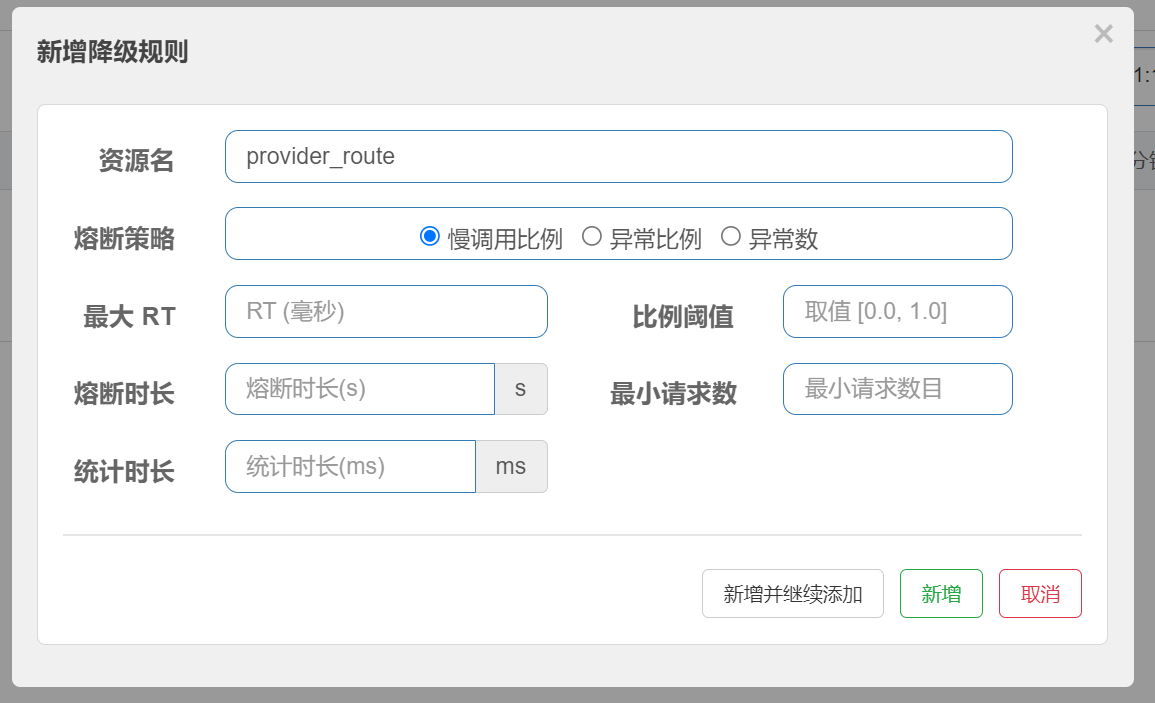 新增降级规则
×
1:
分钟
资源名 provider_route
熔断策略 慢调用比例 异常比例 异常数
最大 RT RT (毫秒) 比例阈值 取值 [0.0, 1.0]
熔断时长 熔断时长(s) s 最小请求数 最小请求数目
统计时长 统计时长(ms) ms
新增并继续添加 新增 取消